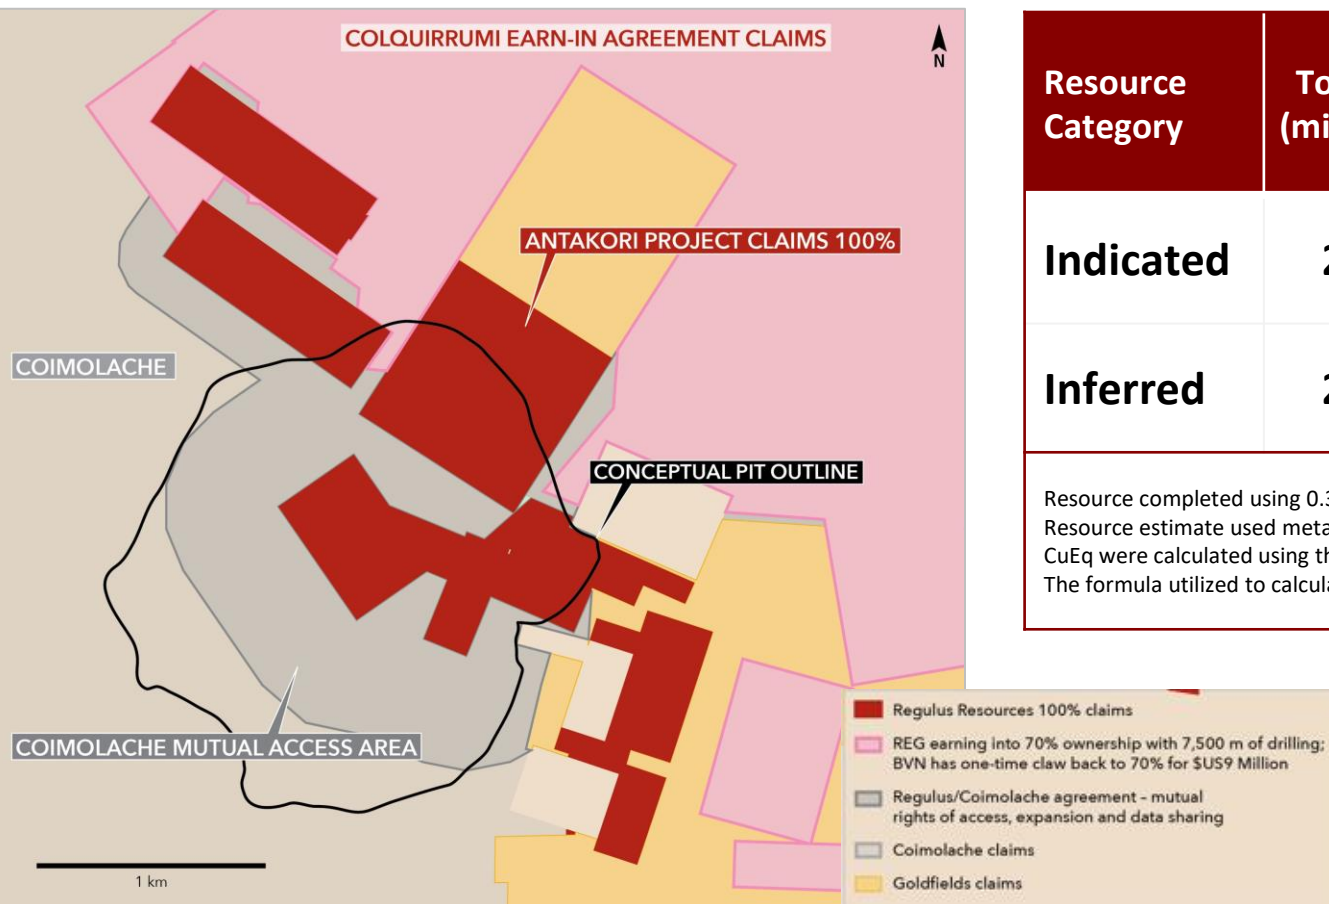 COLQUIRRUMI EARN-IN AGREEMENT CLAIMS
N
ANTAKORI PROJECT CLAIMS 100%
COIMOLACHE
CONCEPTUAL PIT OUTLINE
COIMOLACHE MUTUAL ACCESS AREA
1 km
Resource
Category
Indicated
2
Inferred
2
Resource completed using 0.3
Resource estimate used meta
CuEq were calculated using th
The formula utilized to calcula
Regulus Resources 100% claims
REG earning into 70% ownership with 7,500 m of drilling;
BVN has one-time claw back to 70% for $US9 Million
Regulus/Coimolache agreement - mutual
rights of access, expansion and data sharing
Coimolache claims
Goldfields claims